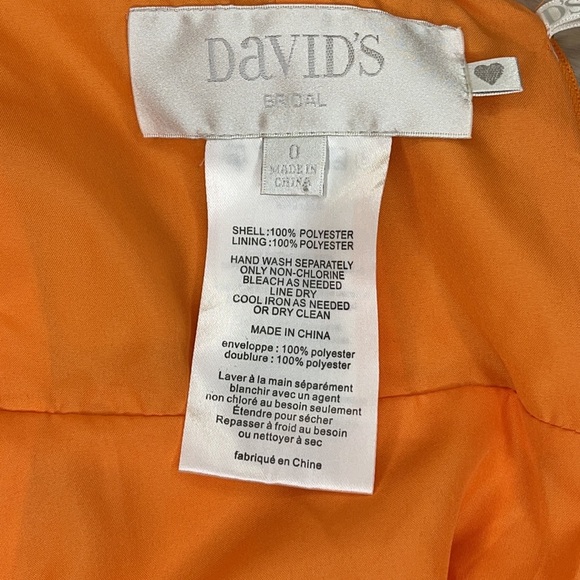 DaVID'S
BRIDAL
D'S
0
MADE IN
CHINA
SHELL :100% POLYESTER
LINING :100% POLYESTER
HAND WASH SEPARATELY
ONLY NON-CHLORINE
BLEACH AS NEEDED
LINE DRY
COOL IRON AS NEEDED
OR DRY CLEAN
MADE IN CHINA
enveloppe : 100% polyester
doublure : 100% polyester
Laver à la main séparément
blanchir avec un agent
non chloré au besoin seulement
Étendre pour sécher
Repasser à froid au besoin
ou nettoyer à sec
fabriqué en Chine